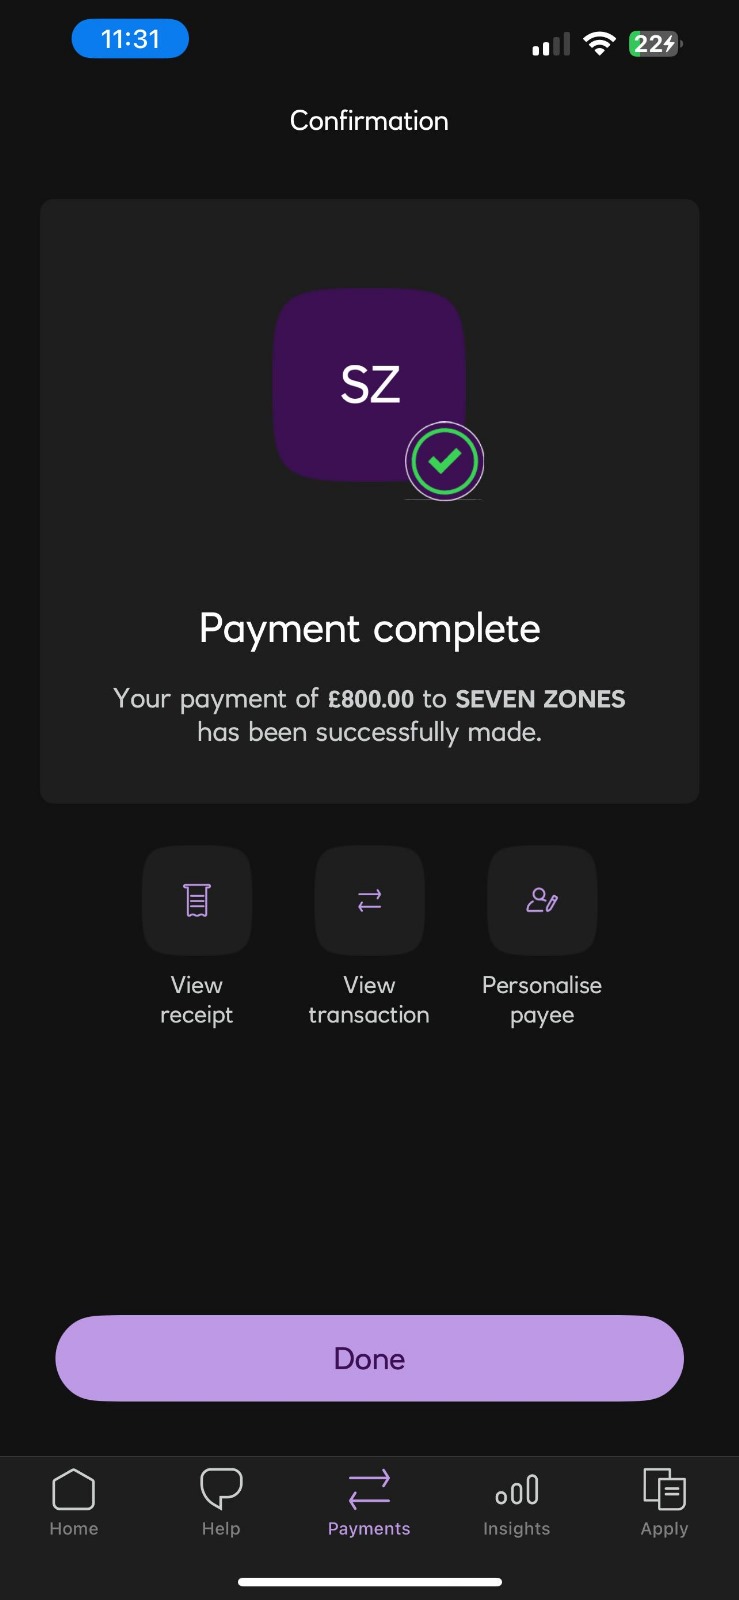 11:31
22
Confirmation
SZ
Payment complete
Your payment of £800.00 to SEVEN ZONES
has been successfully made.
View
receipt
View
transaction
Personalise
payee
Done
Home
Help
Payments
Insights
Apply